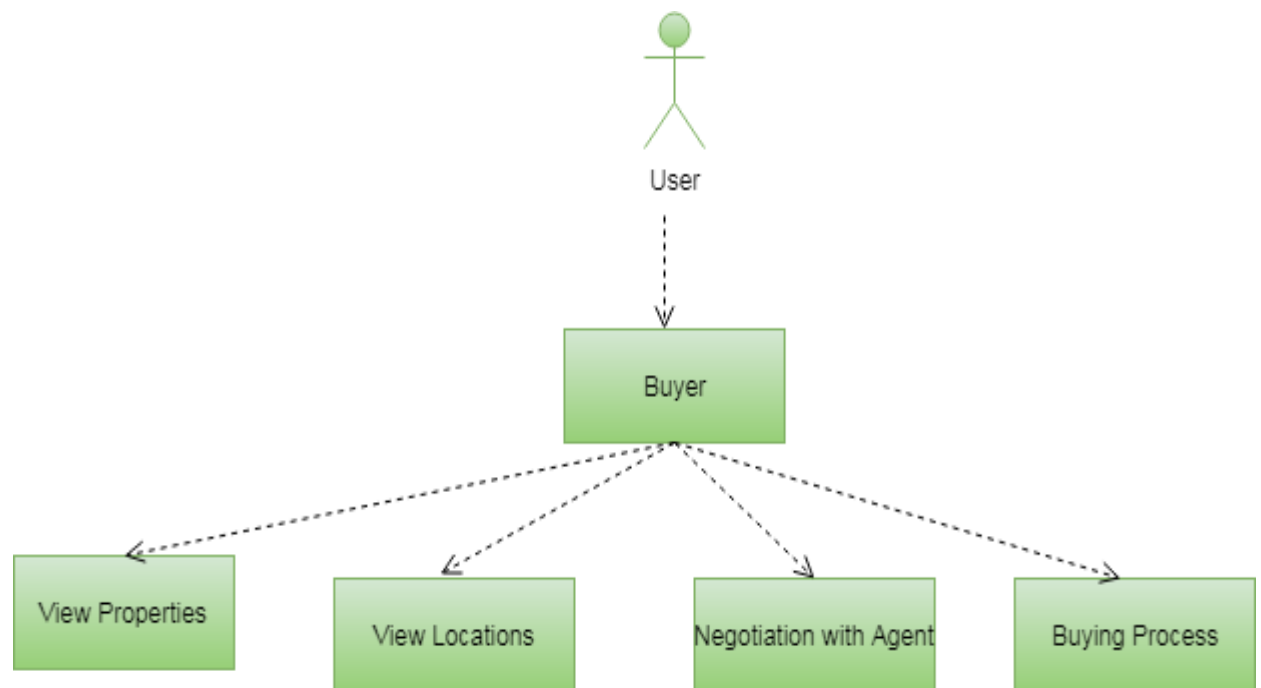 User
Buyer
View Properties
View Locations
Negotiation with Agent
Buying Process